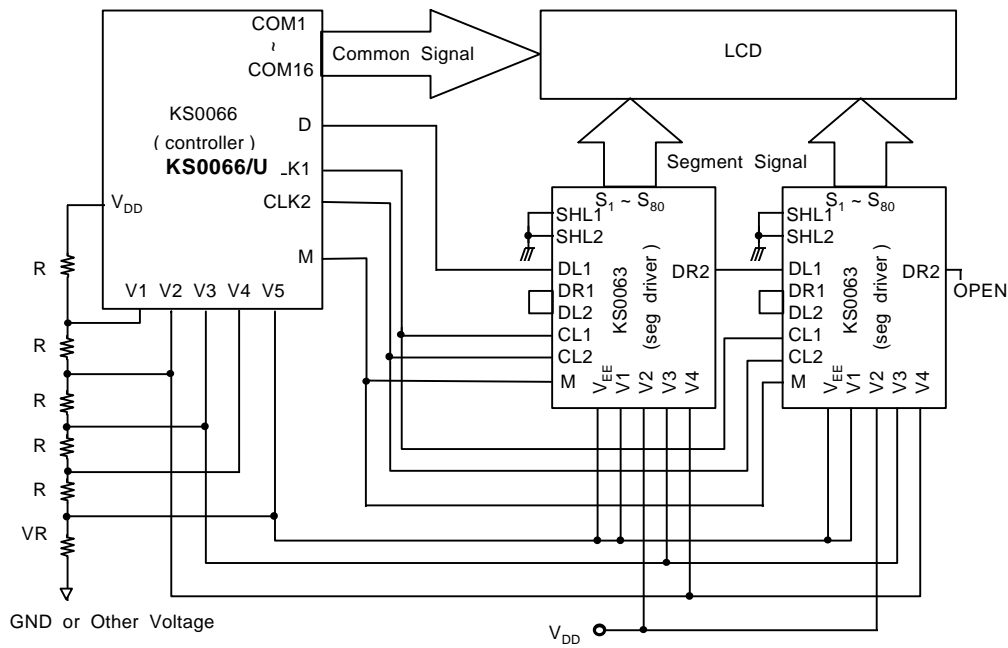 COM1
~
COM16
Common Signal
LCD
KS0066
( controller )
KS0066/U
LK1
D
CLK2
M
VDD
V1 V2 V3 V4 V5
R
R
R
R
R
VR
GND or Other Voltage
Segment Signal
S1 ~ S80
SHL1
SHL2
DL1
DR1
DL2
CL1
CL2
M
DR2
KS0063
(seg driver)
VEE
V1
V2
V3
V4
S1 ~ S80
SHL1
SHL2
DL1
DR1
DL2
CL1
CL2
M
DR2
OPEN
KS0063
(seg driver)
VEE
V1
V2
V3
V4
VDD